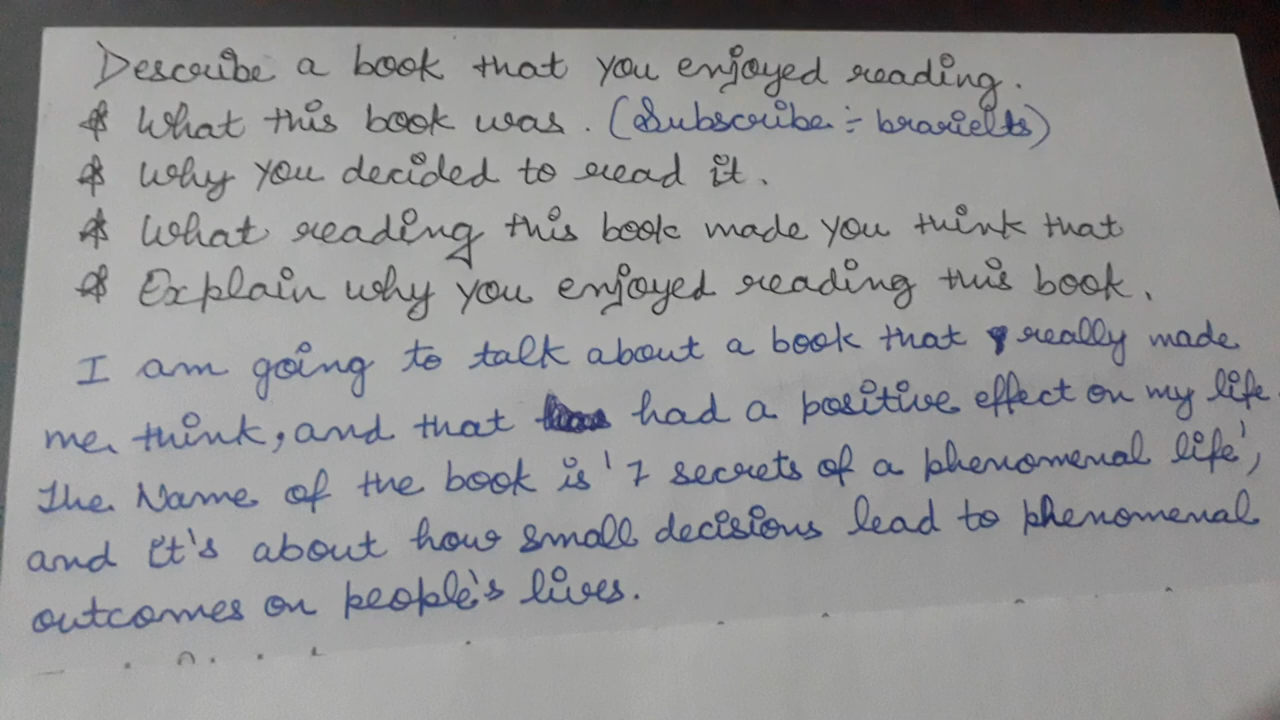 Describe a book that you enjoyed reading.
* What this book was. (Subscribe ÷ bravielts)
* Why you decided to read it.
* What reading this book made you think that
* Explain why you enjoyed reading this book.
I am going to talk about a book that really made
me think, and that had a positive effect on my life.
The Name of the book is '7 secrets of a phenomenal life',
and it's about how small decisions lead to phenomenal
outcomes on people's lives.